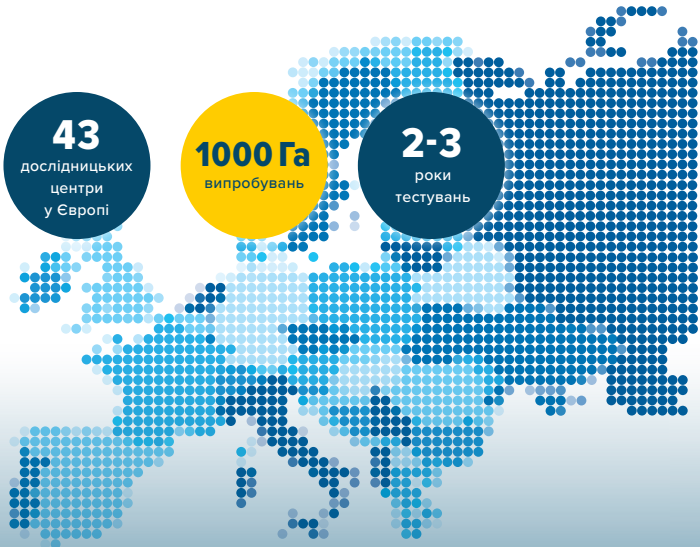 43
дослідницьких
центри
у Європі
1000 Га
випробувань
2-3
роки
тестувань